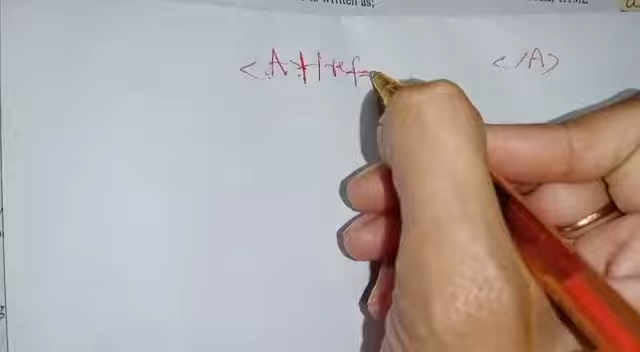 is written as;
<A Href= </A>